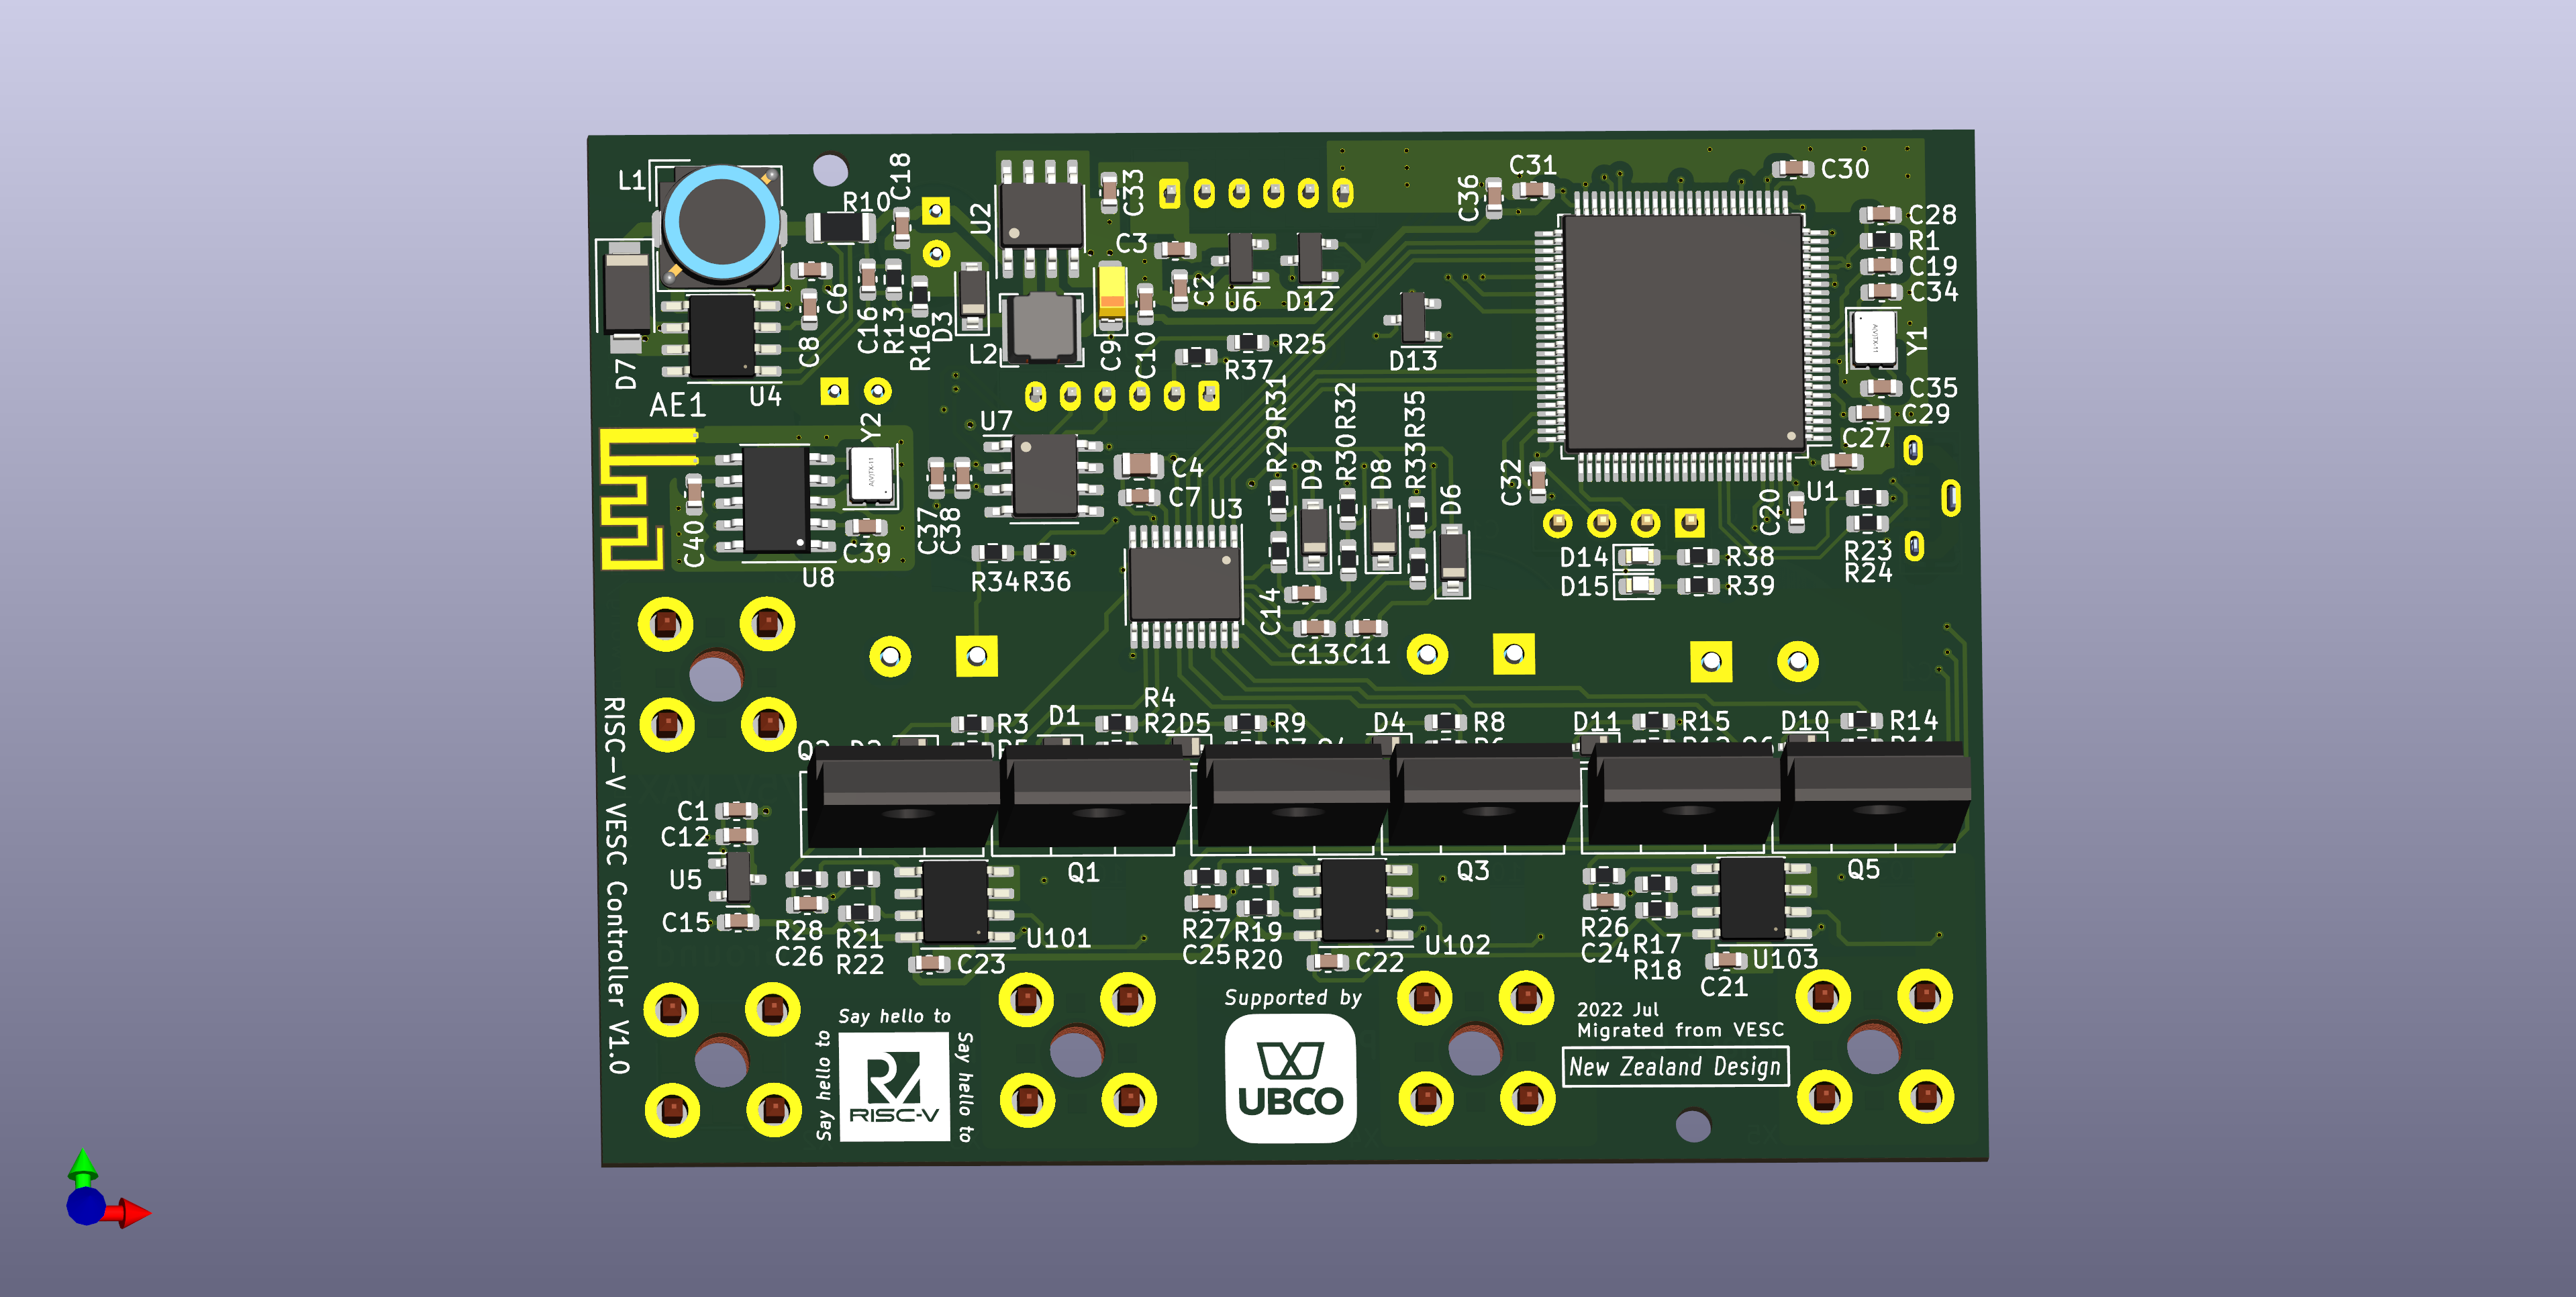 L1
R10
C18
U2
C33
C3
C36
C31
C30
C28
R1
C19
C34
Y1
C35
C29
C27
C6
C8
C16
R13
R16
D3
L2
C9
C10
C2
U6
D12
D13
R25
R37
D7
U4
AE1
Y2
U7
C4
C7
U3
R29
R31
R30
R32
R33
R35
D9
D8
D6
C32
U1
C20
R23
R24
D14
R38
D15
R39
C40
U8
C39
C37
C38
R34
R36
C14
C13
C11
R3
D1
R4
R2
D5
R9
D4
R8
D11
R15
D10
R14
RISC-V VESC Controller V1.0
C1
C12
U5
C15
Q1
Q3
Q5
R28
C26
R21
R22
U101
C23
R27
C25
R19
R20
U102
C22
R26
C24
R17
R18
U103
C21
Say hello to
Say hello to
Say hello to
RISC-V
Supported by
UBCO
2022 Jul
Migrated from VESC
New Zealand Design